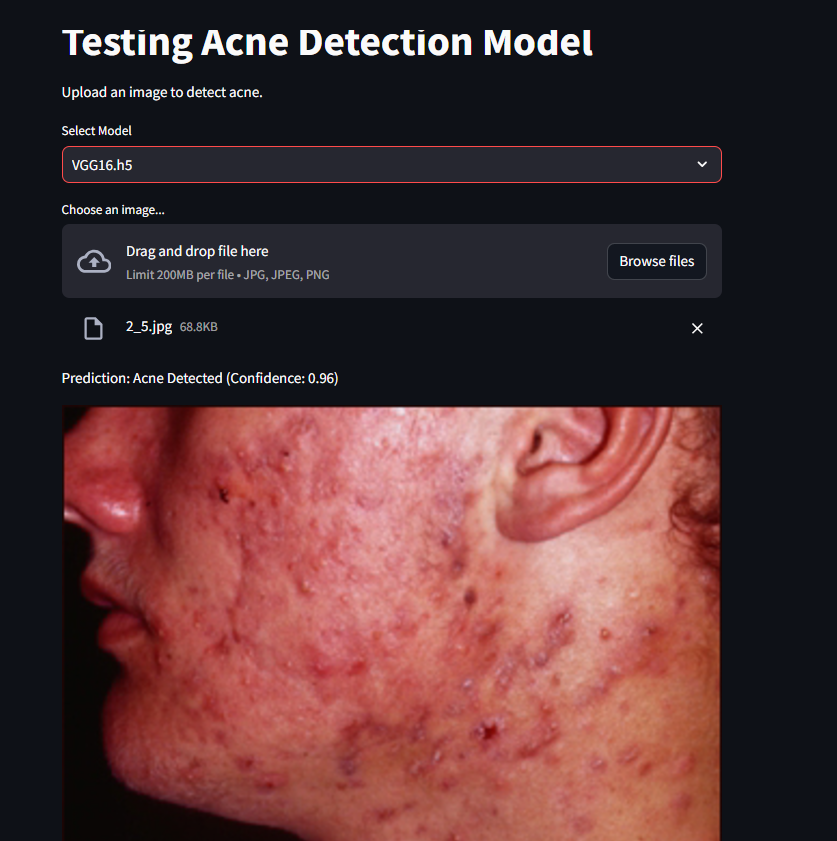 Testing Acne Detection Model
Upload an image to detect acne.
Select Model
VGG16.h5
Choose an image...
Drag and drop file here
Limit 200MB per file • JPG, JPEG, PNG
Browse files
2_5.jpg 68.8KB
Prediction: Acne Detected (Confidence: 0.96)